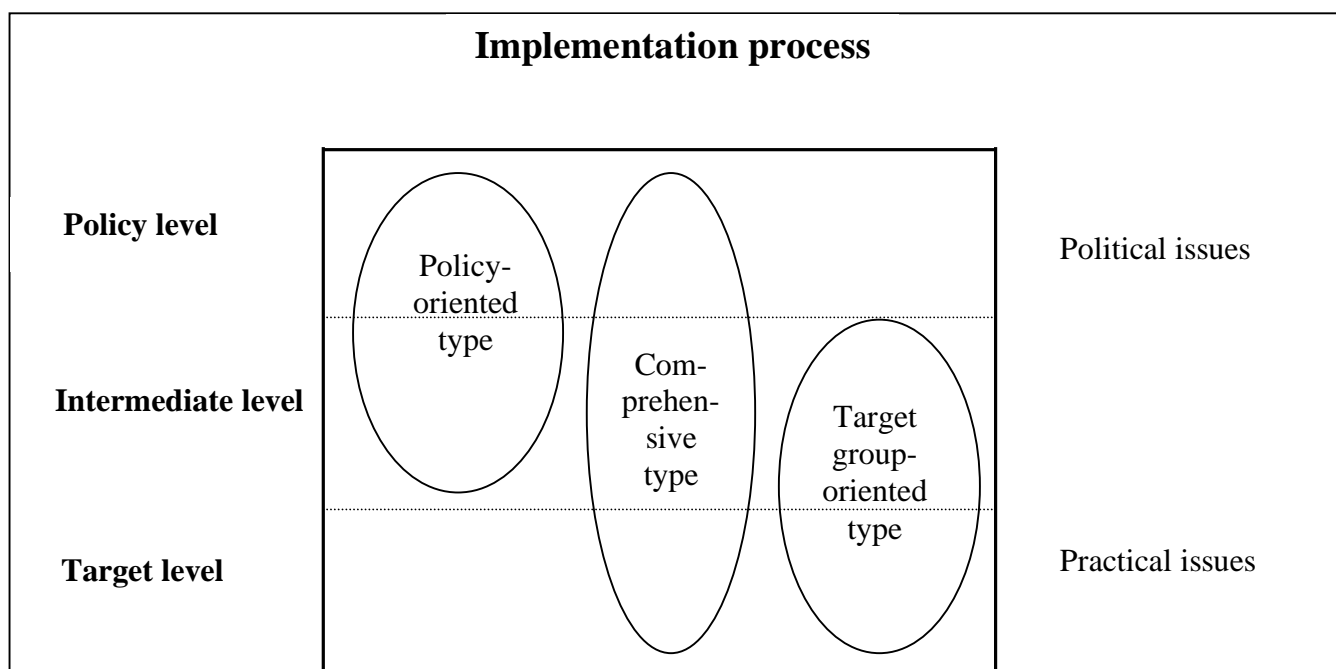 Implementation process
Policy level
Political issues
Policy-
oriented
type
Intermediate level
Com-
prehen-
sive
type
Target
group-
oriented
type
Target level
Practical issues